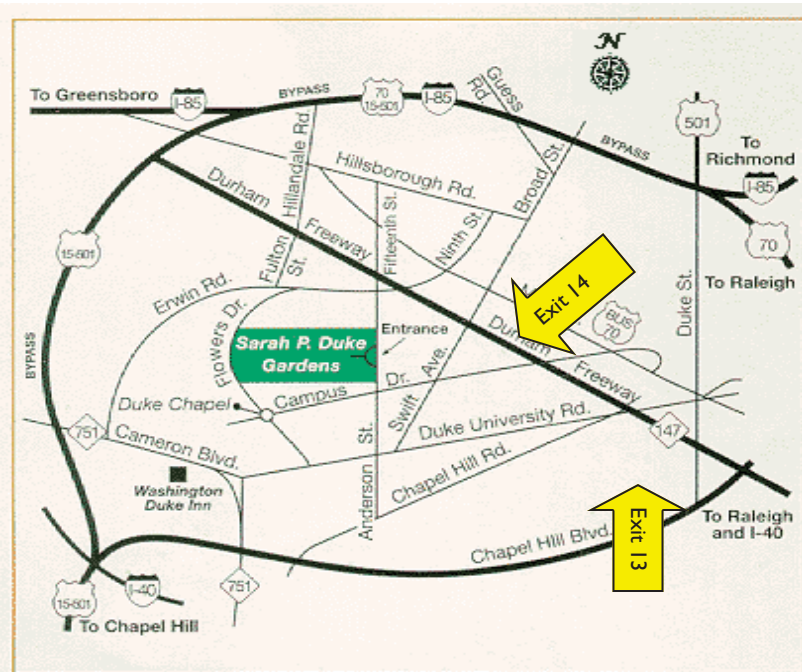 N
To Greensboro
I-85
BYPASS
70
15-501
I-85
Guess
Rd.
BYPASS
501
To
Richmond
I-85
70
To Raleigh
Hillandale Rd.
Hillsborough Rd.
Broad St.
Durham
Freeway
Fifteenth St.
Ninth St.
Fulton
St.
15-501
BYPASS
Erwin Rd.
Flowers Dr.
Sarah P. Duke
Gardens
Entrance
Exit 14
BUS
70
Duke St.
Durham
Freeway
Duke Chapel
Campus
Dr.
Swift
Ave.
Duke University Rd.
751
Cameron Blvd.
Anderson St.
Chapel Hill Rd.
147
Washington
Duke Inn
Exit 13
To Raleigh
and I-40
Chapel Hill Blvd.
751
15-501
I-40
To Chapel Hill